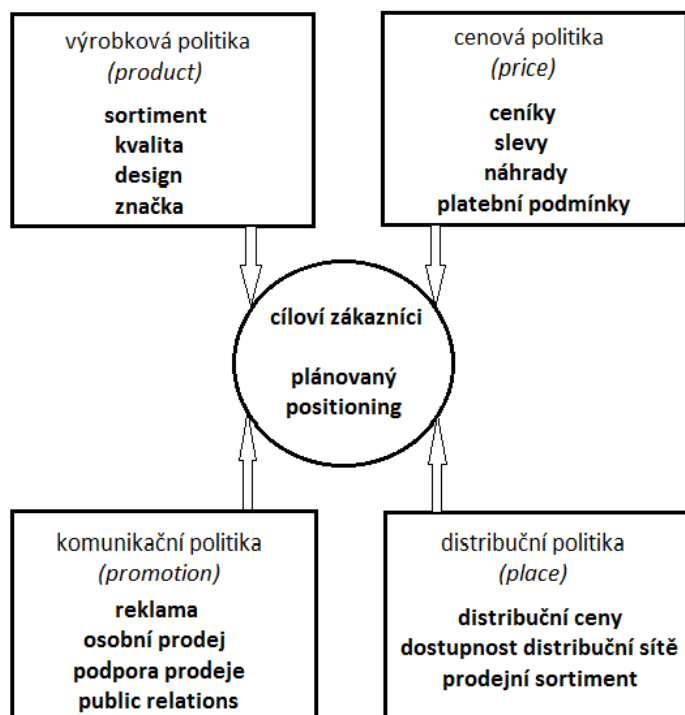 výrobková politika
(product)
sortiment
kvalita
design
značka
cenová politika
(price)
ceníky
slevy
náhrady
platební podmínky
cíloví zákazníci
plánovaný
positioning
komunikační politika
(promotion)
reklama
osobní prodej
podpora prodeje
public relations
distribuční politika
(place)
distribuční ceny
dostupnost distribuční sítě
prodejní sortiment